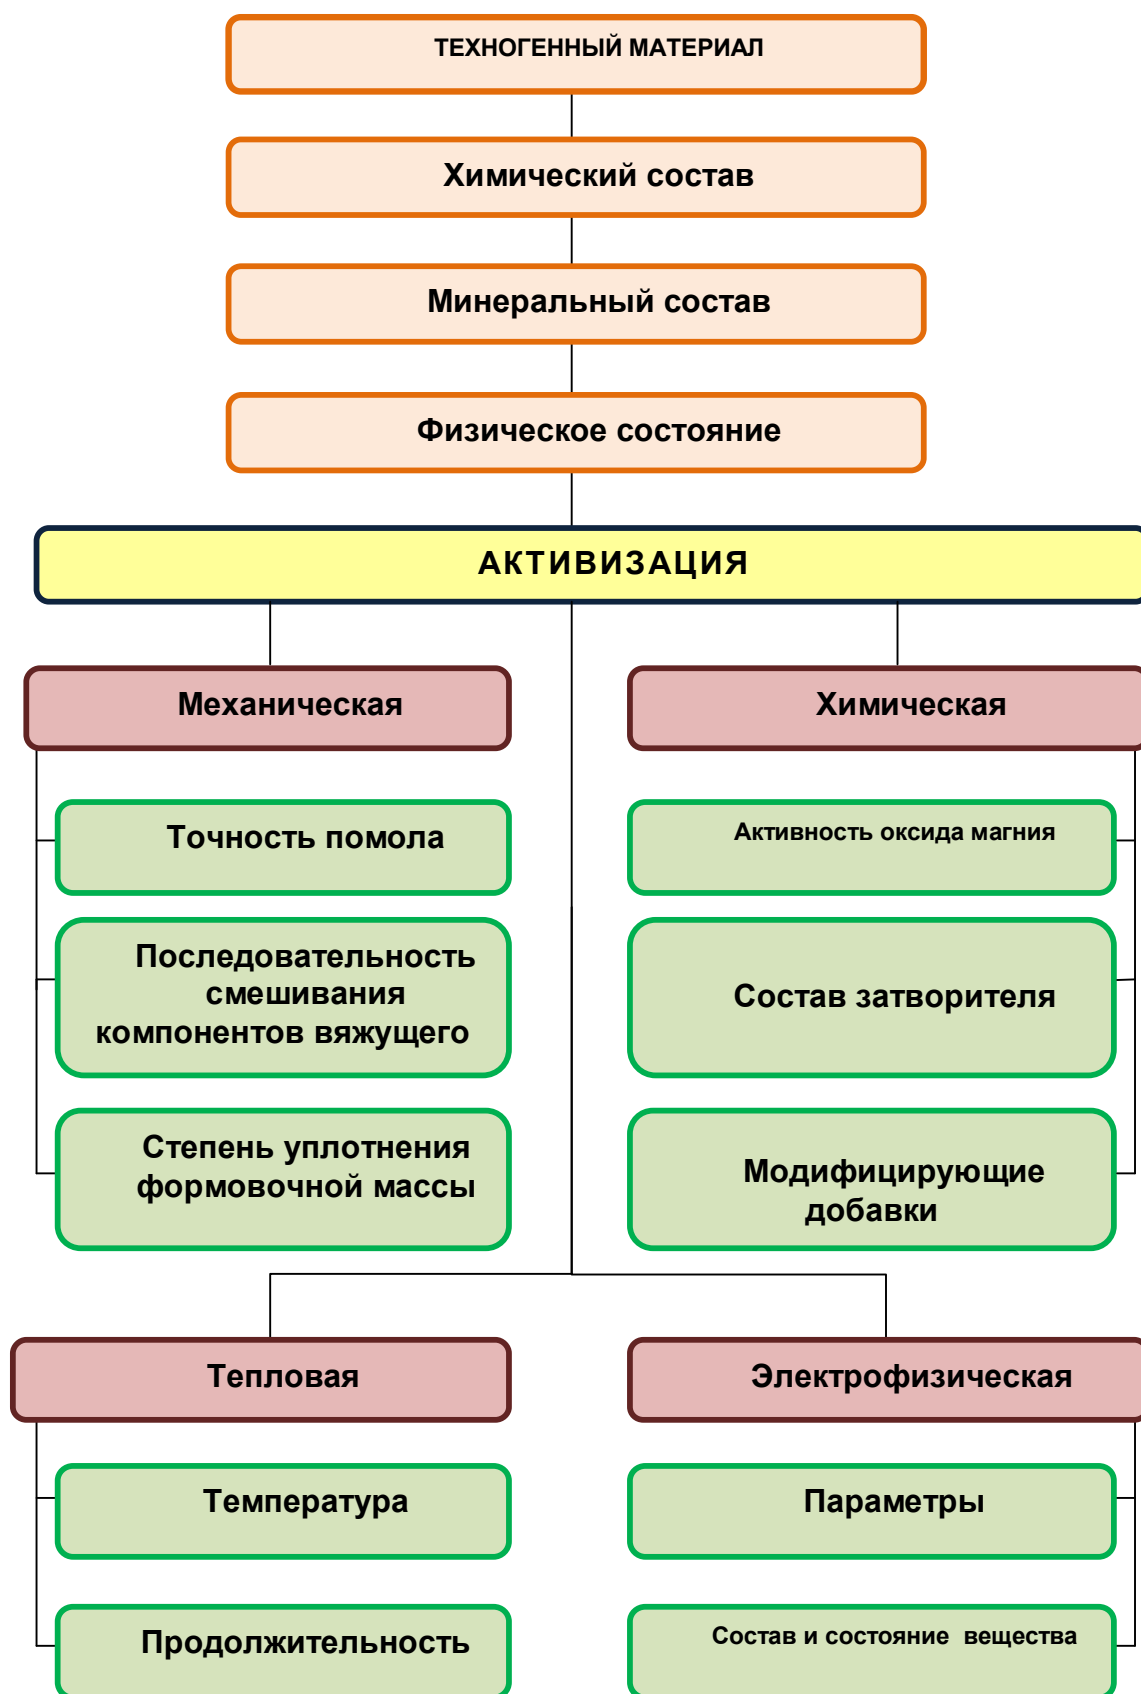 ТЕХНОГЕННЫЙ МАТЕРИАЛ
Химический состав
Минеральный состав
Физическое состояние
АКТИВИЗАЦИЯ
Механическая
Химическая
Точность помола
Активность оксида магния
Последовательность
смешивания
компонентов вяжущего
Состав затворителя
Степень уплотнения
формовочной массы
Модифицирующие
добавки
Тепловая
Электрофизическая
Температура
Параметры
Продолжительность
Состав и состояние вещества